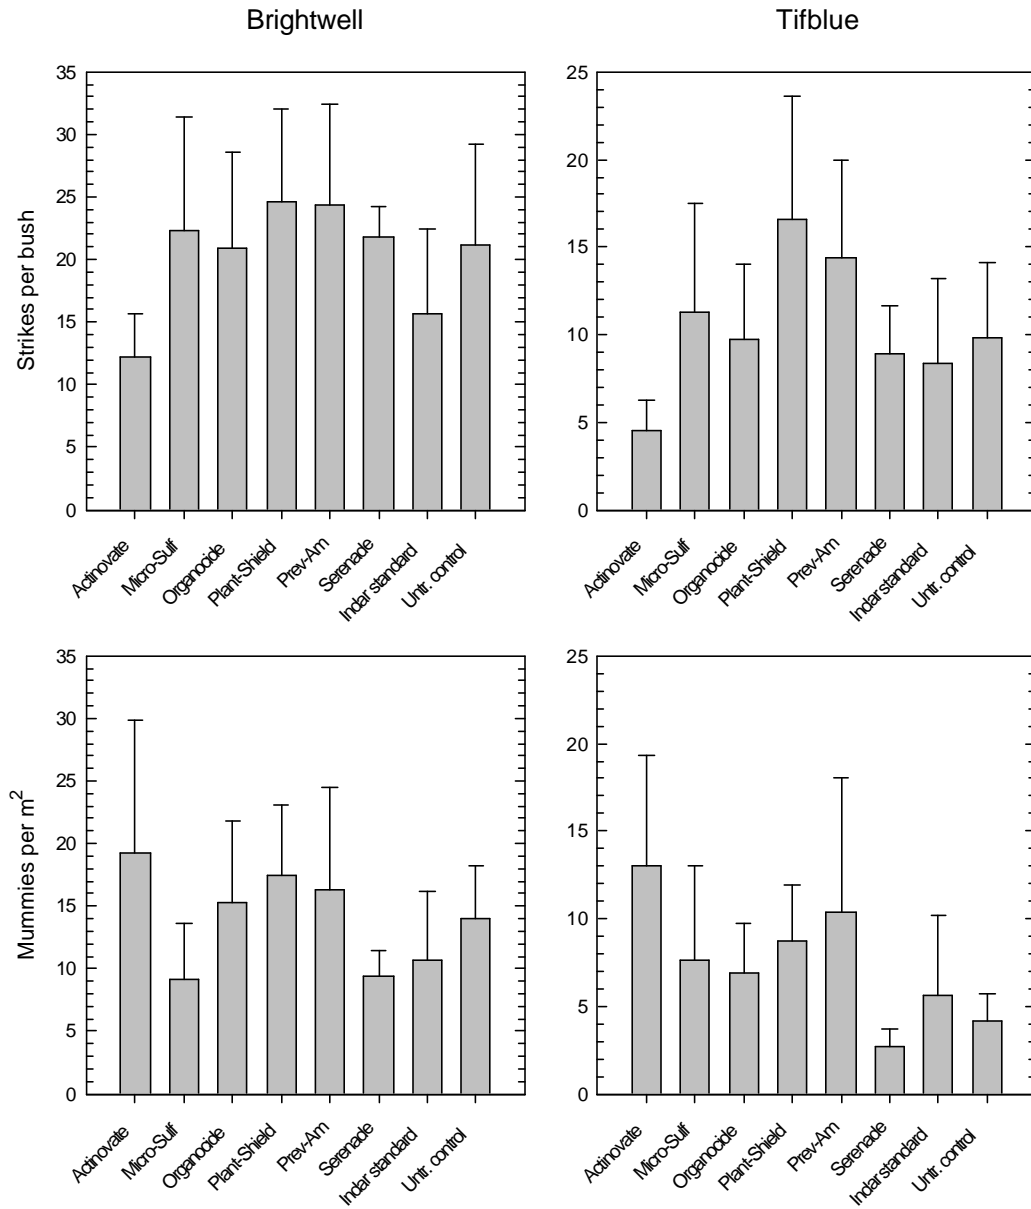 Brightwell
Tifblue
Strikes per bush
35
30
25
20
15
10
5
0
Actinovate
Micro-Sulf
Organocide
Plant-Shield
Prev-Am
Serenade
Indar standard
Untr. control
25
20
15
10
5
0
Actinovate
Micro-Sulf
Organocide
Plant-Shield
Prev-Am
Serenade
Indar standard
Untr. control
Mummies per m²
35
30
25
20
15
10
5
0
Actinovate
Micro-Sulf
Organocide
Plant-Shield
Prev-Am
Serenade
Indar standard
Untr. control
25
20
15
10
5
0
Actinovate
Micro-Sulf
Organocide
Plant-Shield
Prev-Am
Serenade
Indar standard
Untr. control